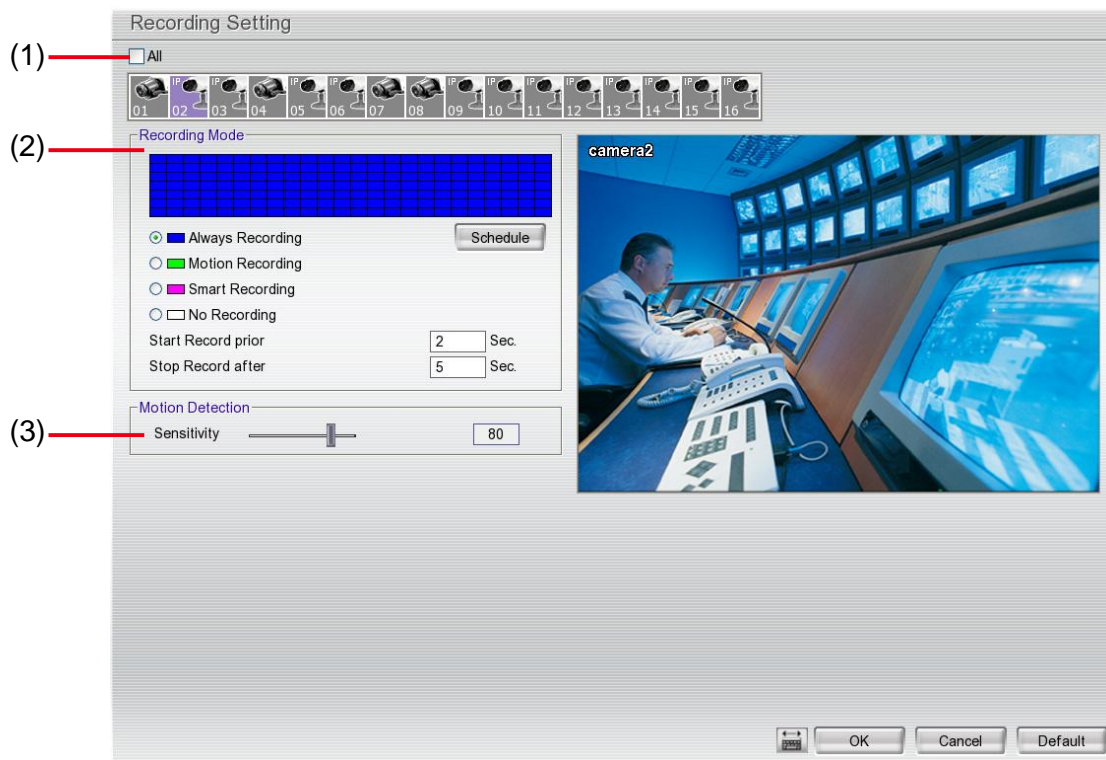 Recording Setting
(1)
All
01 IP 02 IP 03 04 IP 05 IP 06 07 08 IP 09 IP 10 IP 11 IP 12 IP 13 IP 14 IP 15 IP 16
(2)
Recording Mode
camera2
Always Recording
Schedule
Motion Recording
Smart Recording
No Recording
Start Record prior 2 Sec.
Stop Record after 5 Sec.
Motion Detection
(3)
Sensitivity 80
OK Cancel Default